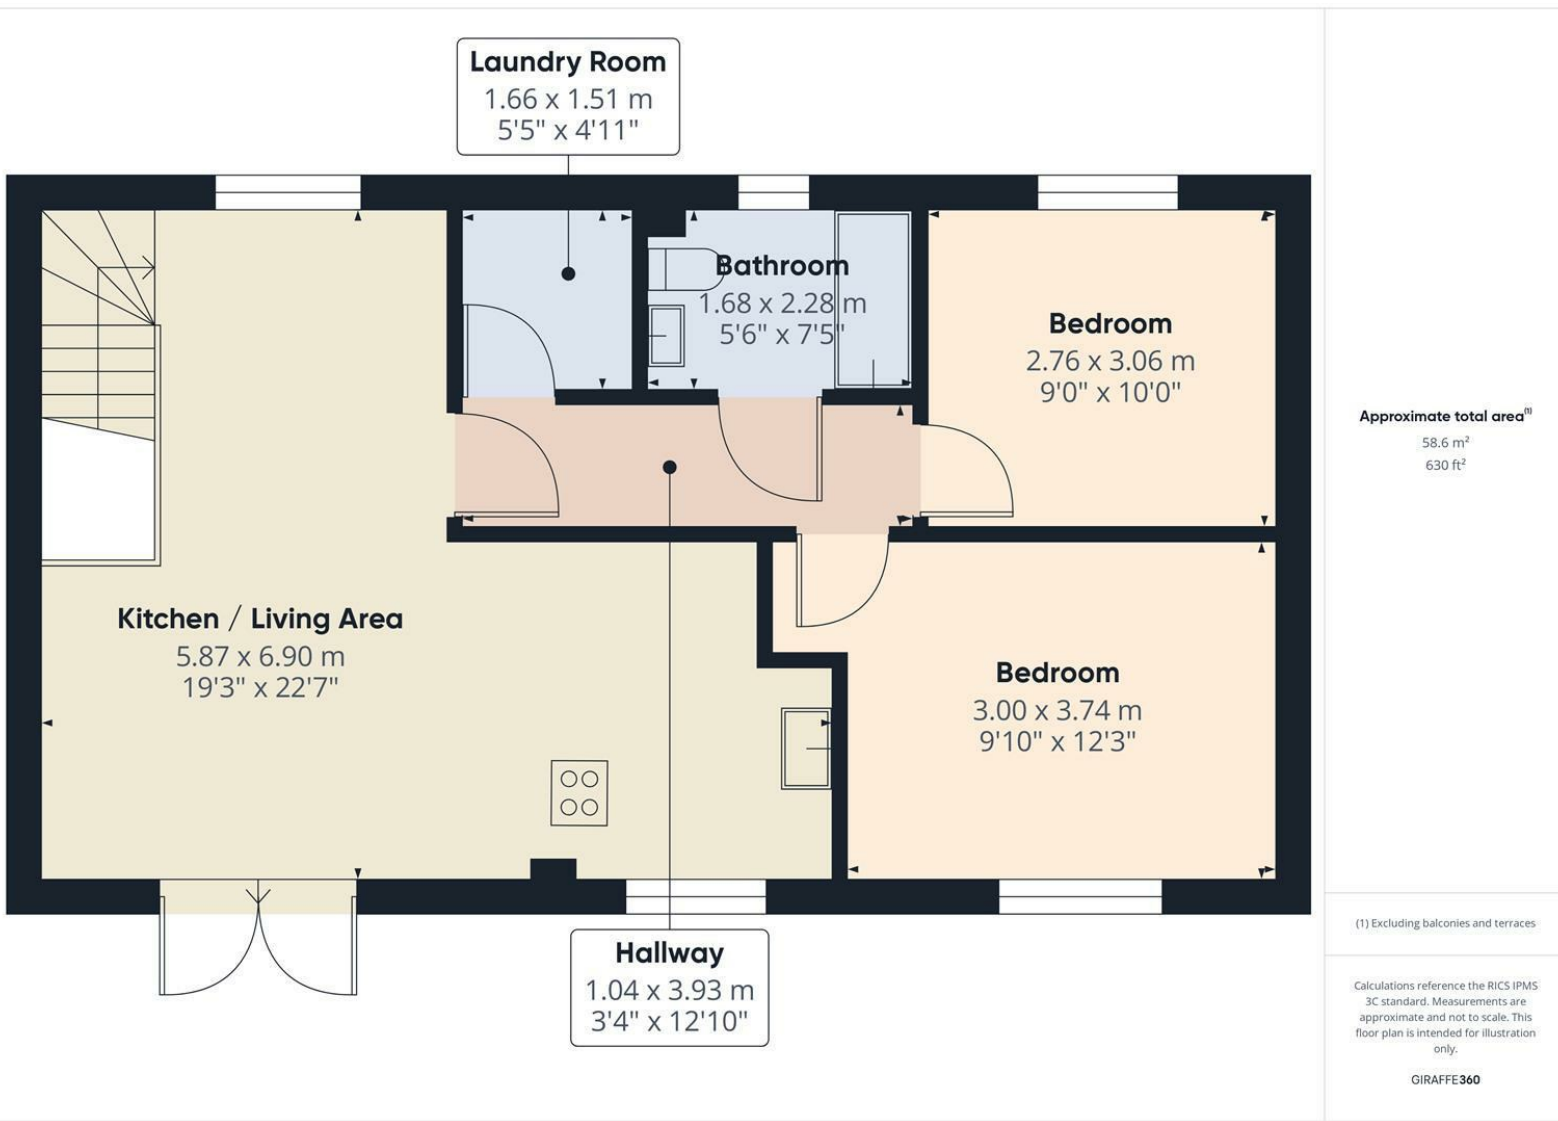 Laundry Room
1.66 x 1.51 m
5'5" x 4'11"
Bathroom
1.68 x 2.28 m
5'6" x 7'5"
Bedroom
2.76 x 3.06 m
9'0" x 10'0"
Kitchen / Living Area
5.87 x 6.90 m
19'3" x 22'7"
Bedroom
3.00 x 3.74 m
9'10" x 12'3"
Hallway
1.04 x 3.93 m
3'4" x 12'10"
Approximate total area(1)
58.6 m²
630 ft²
(1) Excluding balconies and terraces
Calculations reference the RICS IPMS
3C standard. Measurements are
approximate and not to scale. This
floor plan is intended for illustration
only.
GIRAFFE360